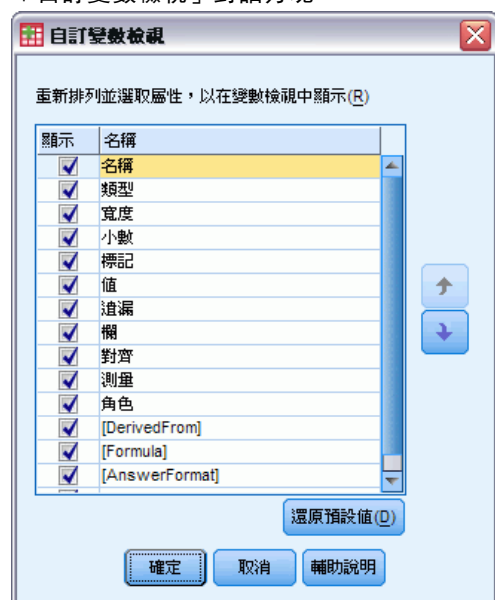 自訂變數檢視
重新排列並選取屬性，以在變數檢視中顯示(R)
顯示 名稱
名稱
類型
寬度
小數
標記
值
遺漏
欄
對齊
測量
角色
[DerivedFrom]
[Formula]
[AnswerFormat]
還原預設值(D)
確定 取消 輔助說明